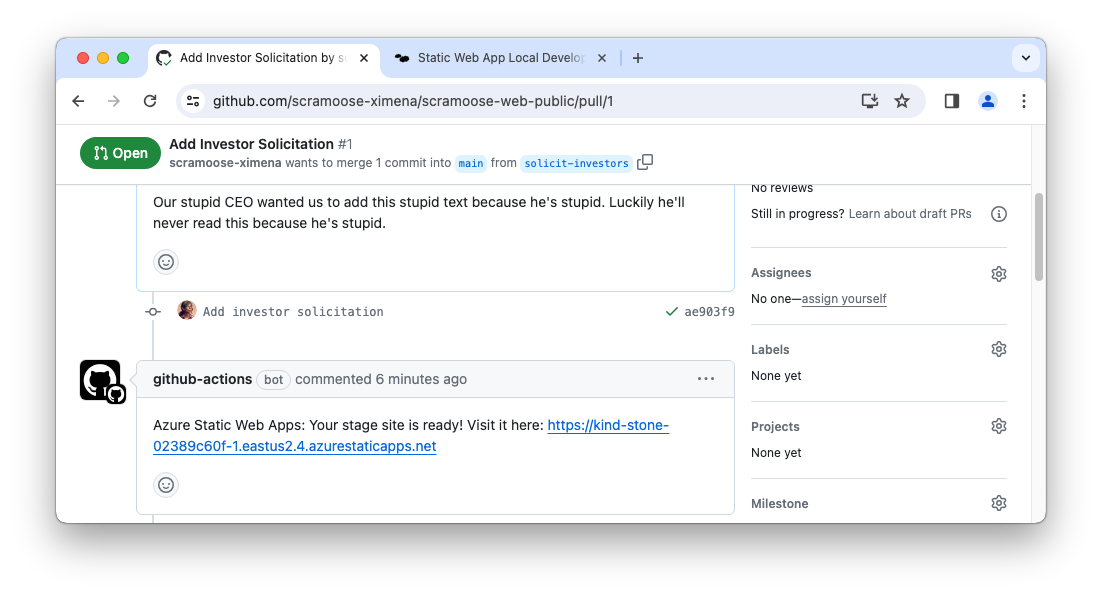 Add Investor Solicitation by s
Static Web App Local Develop
github.com/scramoose-ximena/scramoose-web-public/pull/1
Open
Add Investor Solicitation #1
scramoose-ximena wants to merge 1 commit into main from solicit-investors
Our stupid CEO wanted us to add this stupid text because he's stupid. Luckily he'll
never read this because he's stupid.
Add investor solicitation
ae903f9
github-actions bot commented 6 minutes ago
Azure Static Web Apps: Your stage site is ready! Visit it here: https://kind-stone-
02389c60f-1.eastus2.4.azurestaticapps.net
No reviews
Still in progress? Learn about draft PRs
Assignees
No one—assign yourself
Labels
None yet
Projects
None yet
Milestone